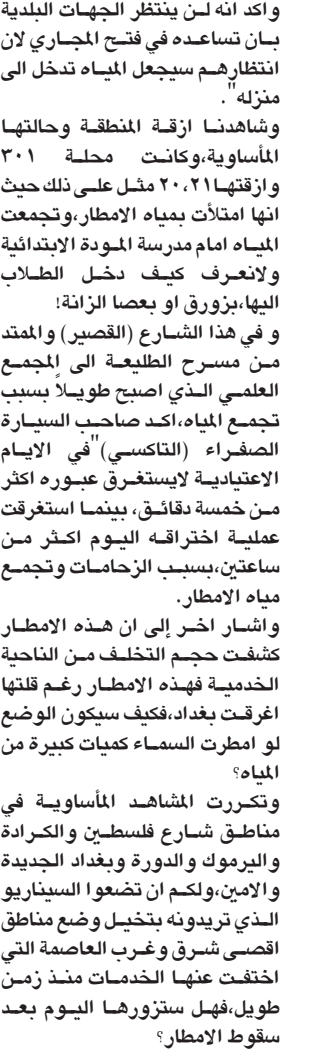 واكد انه لن ينتظر الجهات البلدية
بان تساعده في فتح المجاري لان
انتظارهم سيجعل المياه تدخل الى
منزله".
وشاهدنا ازقة المنطقة وحالتها
المأساوية،وكانت محلة ٣٠١
وازقتها ٢٠،٢١ مثل على ذلك حيث
انها امتلأت بمياه الامطار،وتجمعت
المياه امام مدرسة المودة الابتدائية
ولانعرف كيف دخل الطلاب
اليها،بزورق او بعصا الزانة!
و في هذا الشارع (القصير) والممتد
من مسرح الطليعة الى المجمع
العلمي الذي اصبح طويلاً بسبب
تجمع المياه،اكد صاحب السيارة
الصفراء (التاكسي)"في الايام
الاعتيادية لايستغرق عبوره اكثر
من خمسة دقائق، بينما استغرقت
عملية اختراقه اليوم اكثر من
ساعتين،بسبب الزحامات وتجمع
مياه الامطار.
واشار اخر إلى ان هذه الامطار
كشفت حجم التخلف من الناحية
الخدمية فهذه الامطار رغم قلتها
اغرقت بغداد،فكيف سيكون الوضع
لو امطرت السماء كميات كبيرة من
المياه؟
وتكررت المشاهد المأساوية في
مناطق شارع فلسطين والكرادة
واليرموك والدورة وبغداد الجديدة
والامين،ولكم ان تضعوا السيناريو
الذي تريدونه بتخيل وضع مناطق
اقصى شرق وغرب العاصمة التي
اختفت عنها الخدمات منذ زمن
طويل،فهل ستزورها اليوم بعد
سقوط الامطار؟